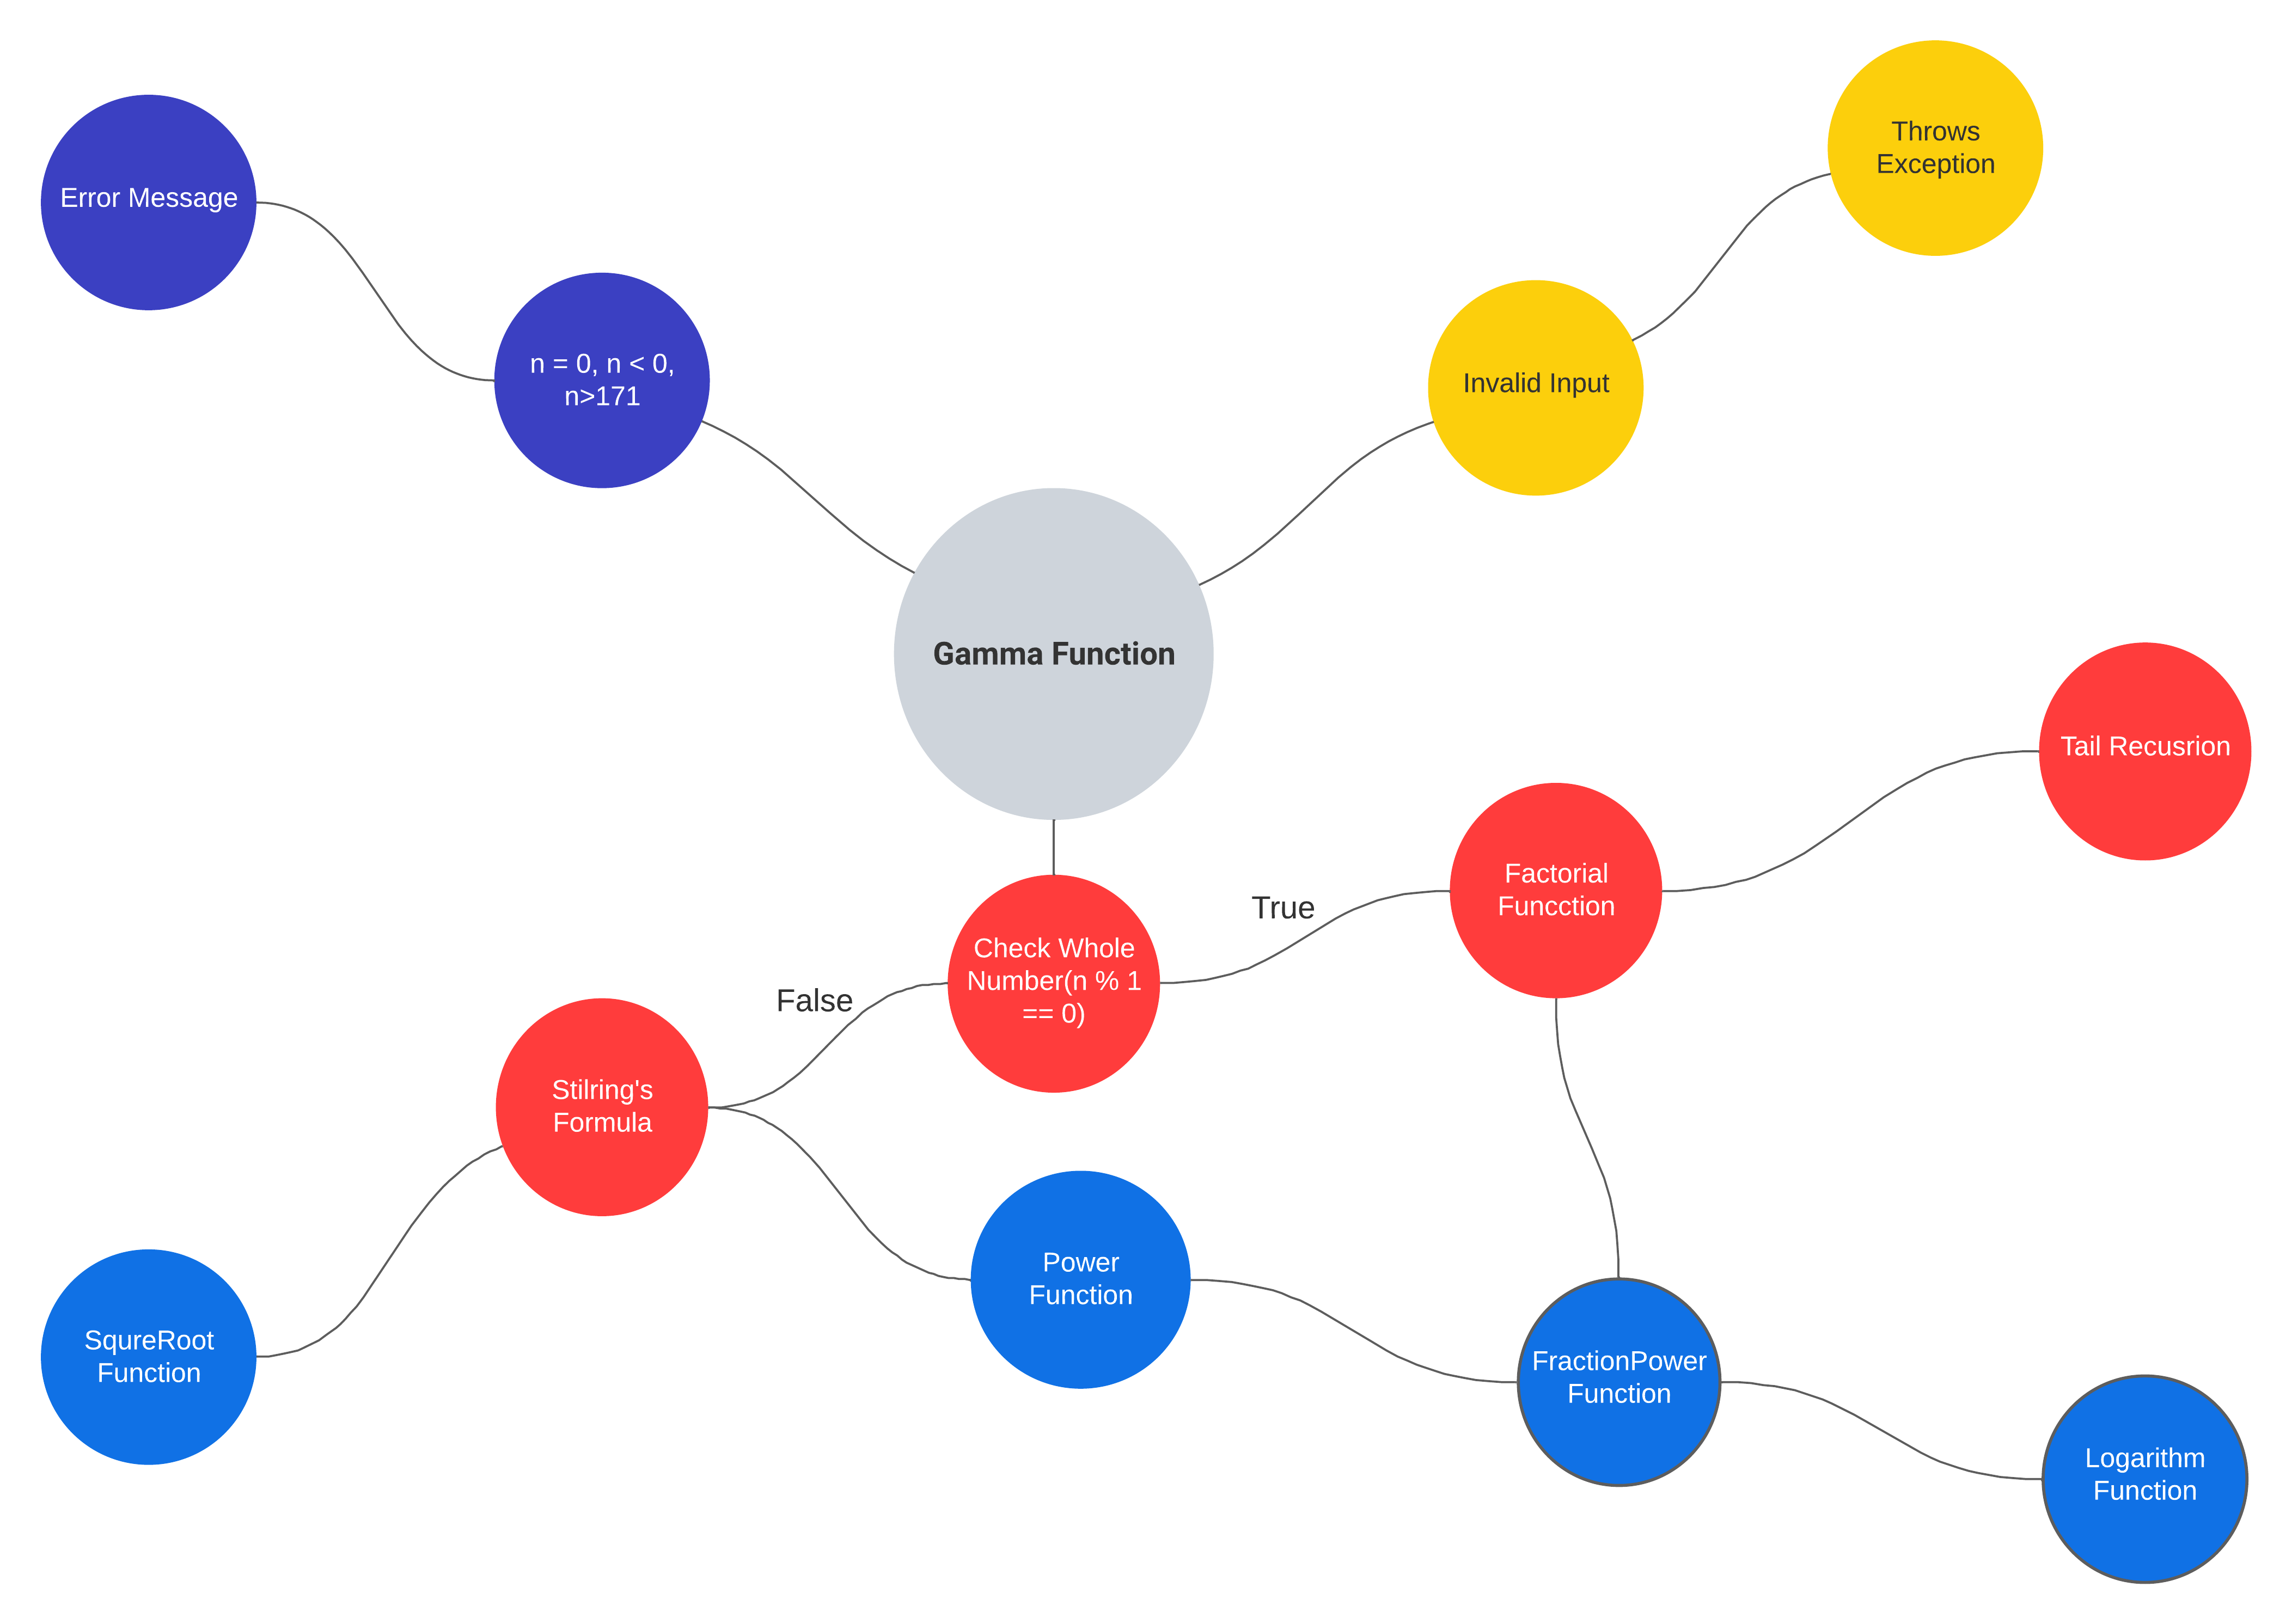 Throws
Exception
Error Message
n = 0, n < 0,
n>171
Invalid Input
Gamma Function
Tail Recusrion
Factorial
Funcction
True
Check Whole
Number(n % 1
== 0)
False
Stilring's
Formula
Power
Function
SqureRoot
Function
FractionPower
Function
Logarithm
Function